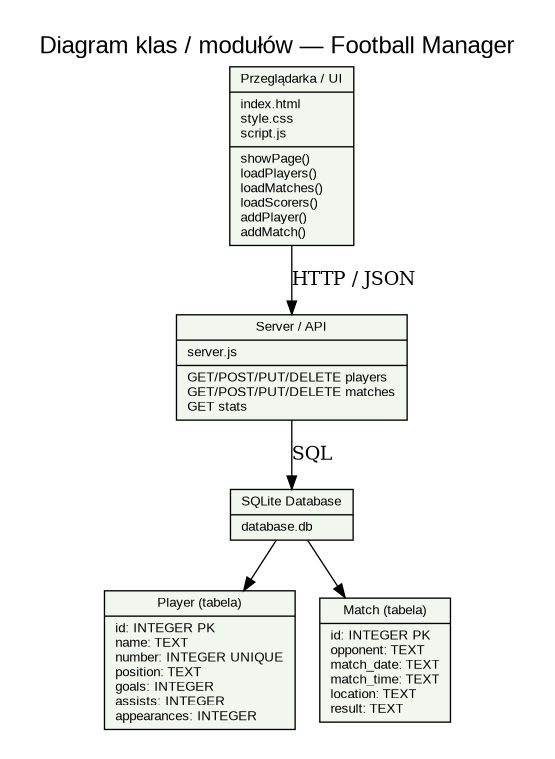 Diagram klas / modułów — Football Manager
Przeglądarka / UI
index.html
style.css
script.js
showPage()
loadPlayers()
loadMatches()
loadScorers()
addPlayer()
addMatch()
HTTP / JSON
Server / API
server.js
GET/POST/PUT/DELETE players
GET/POST/PUT/DELETE matches
GET stats
SQL
SQLite Database
database.db
Player (tabela)
id: INTEGER PK
name: TEXT
number: INTEGER UNIQUE
position: TEXT
goals: INTEGER
assists: INTEGER
appearances: INTEGER
Match (tabela)
id: INTEGER PK
opponent: TEXT
match_date: TEXT
match_time: TEXT
location: TEXT
result: TEXT